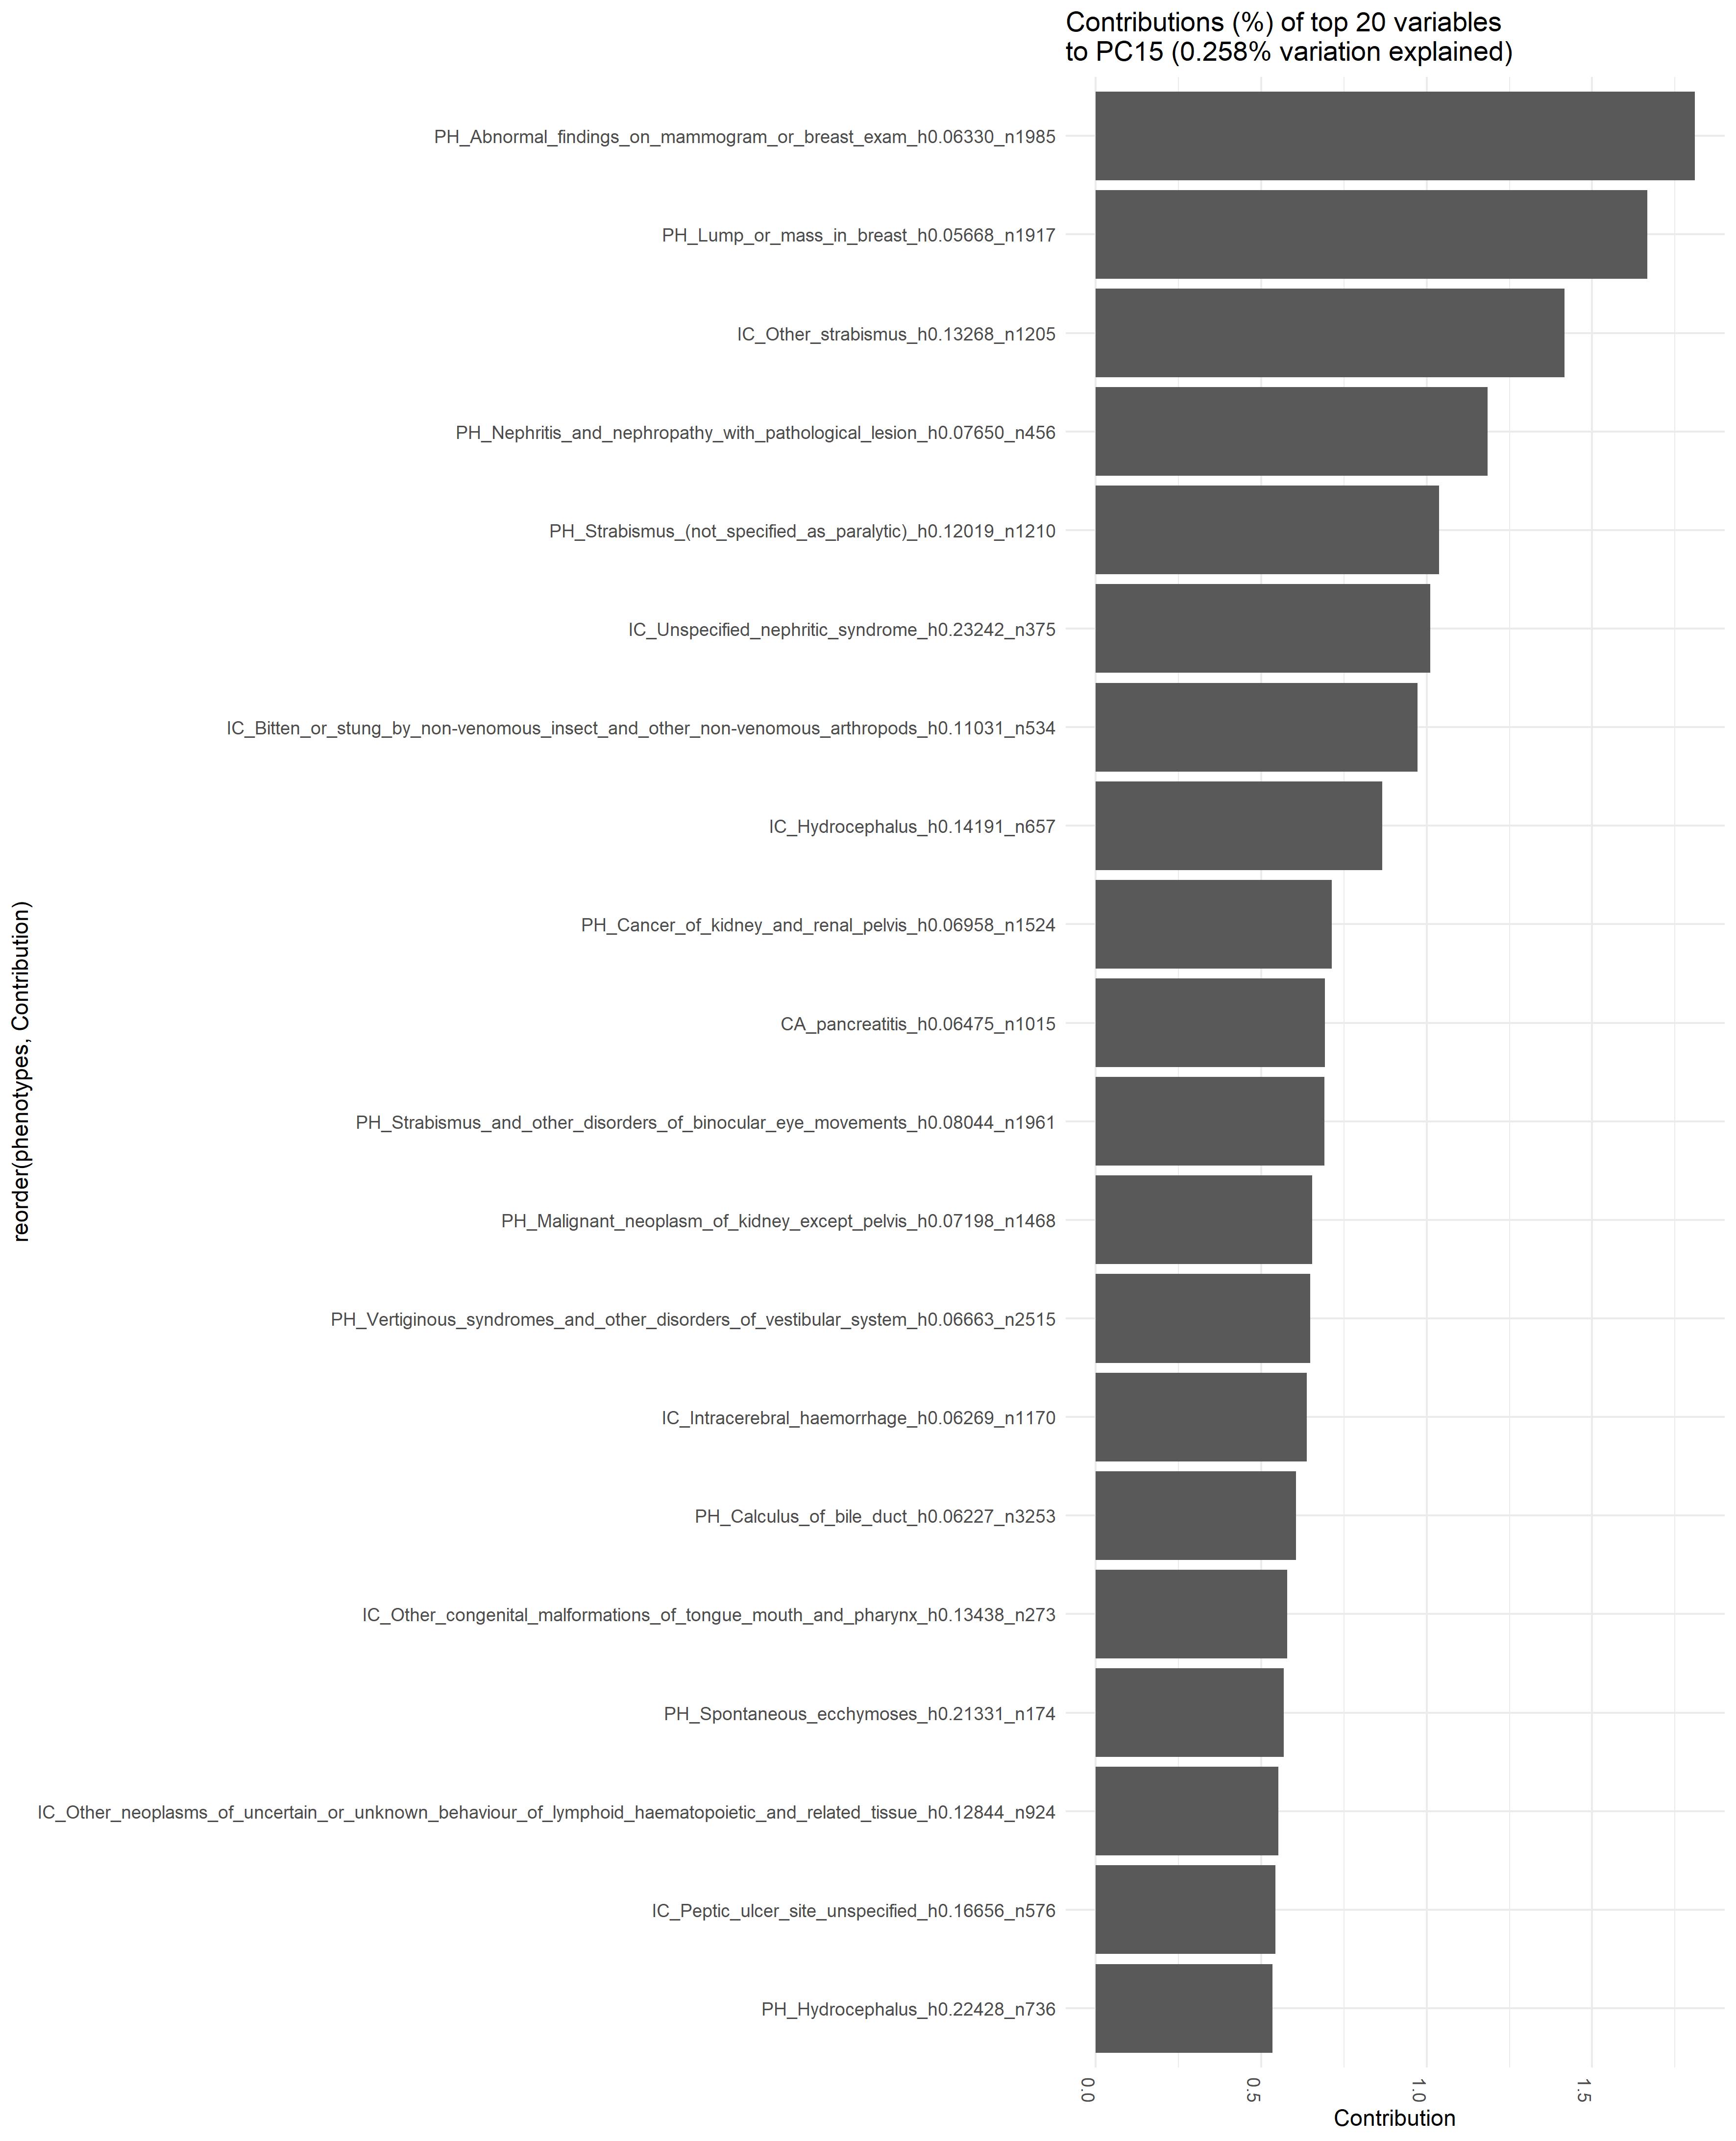 Contributions (%) of top 20 variables
to PC15 (0.258% variation explained)
PH_Abnormal_findings_on_mammogram_or_breast_exam_h0.06330_n1985
PH_Lump_or_mass_in_breast_h0.05668_n1917
IC_Other_strabismus_h0.13268_n1205
PH_Nephritis_and_nephropathy_with_pathological_lesion_h0.07650_n456
PH_Strabismus_(not_specified_as_paralytic)_h0.12019_n1210
IC_Unspecified_nephritic_syndrome_h0.23242_n375
IC_Bitten_or_stung_by_non-venomous_insect_and_other_non-venomous_arthropods_h0.11031_n534
IC_Hydrocephalus_h0.14191_n657
PH_Cancer_of_kidney_and_renal_pelvis_h0.06958_n1524
CA_pancreatitis_h0.06475_n1015
PH_Strabismus_and_other_disorders_of_binocular_eye_movements_h0.08044_n1961
PH_Malignant_neoplasm_of_kidney_except_pelvis_h0.07198_n1468
PH_Vertiginous_syndromes_and_other_disorders_of_vestibular_system_h0.06663_n2515
IC_Intracerebral_haemorrhage_h0.06269_n1170
PH_Calculus_of_bile_duct_h0.06227_n3253
IC_Other_congenital_malformations_of_tongue_mouth_and_pharynx_h0.13438_n273
PH_Spontaneous_ecchymoses_h0.21331_n174
IC_Other_neoplasms_of_uncertain_or_unknown_behaviour_of_lymphoid_haematopoietic_and_related_tissue_h0.12844_n924
IC_Peptic_ulcer_site_unspecified_h0.16656_n576
PH_Hydrocephalus_h0.22428_n736
reorder(phenotypes, Contribution)
0.0
0.5
1.0
1.5
Contribution